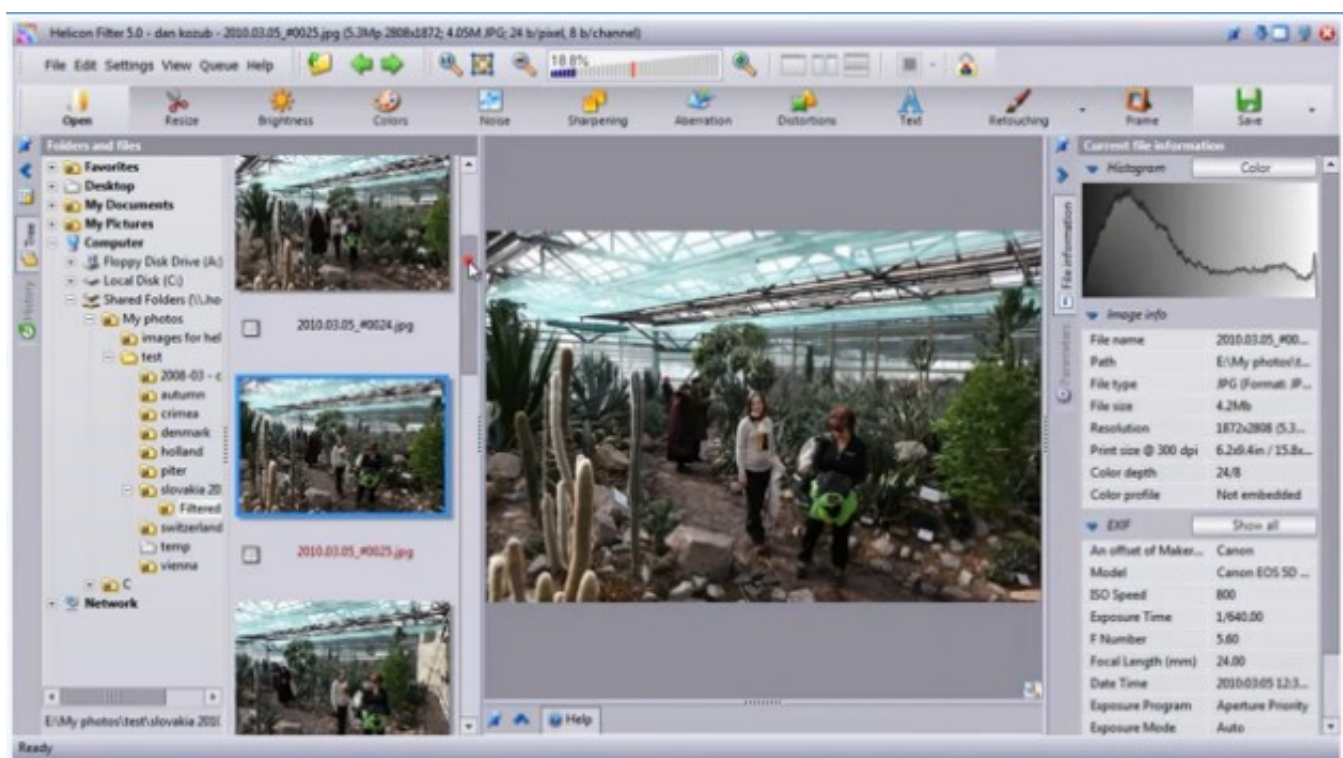 Helicon Filter 5.0 - dan kozub - 2010.03.05_#0025.jpg (5.3Mp 2808x1872; 4.05M JPG; 24 b/pixel, 8 b/channel)
File Edit Settings View Queue Help
18.8%
Open Resize Brightness Colors Noise Sharpening Aberration Distortions Text Retouching Frame Save
Folders and files
Tree
History
Favorites
Desktop
My Documents
My Pictures
Computer
Floppy Disk Drive (A:)
Local Disk (C:)
Shared Folders (\\.ho
My photos
images for hel
test
2008-03 - c
autumn
crimea
denmark
holland
piter
slovakia 20
Filtered
switzerland
temp
vienna
C
Network
E:\My photos\test\slovakia 201(
2010.03.05_#0024.jpg
2010.03.05_#0025.jpg
Help
File information
Parameters
Current file information
Histogram Color
Image info
File name 2010.03.05_#00...
Path E:\My photos\t...
File type JPG (Format: JP...
File size 4.2Mb
Resolution 1872x2808 (5.3...
Print size @ 300 dpi 6.2x9.4in / 15.8x...
Color depth 24/8
Color profile Not embedded
EXIF Show all
An offset of Maker... Canon
Model Canon EOS 5D ...
ISO Speed 800
Exposure Time 1/640.00
F Number 5.60
Focal Length (mm) 24.00
Date Time 2010:03:05 12:3...
Exposure Program Aperture Priority
Exposure Mode Auto
Ready